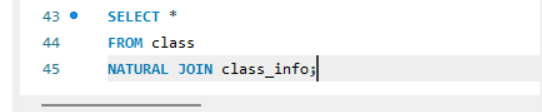 43 SELECT *
44 FROM class
45 NATURAL JOIN class_info;